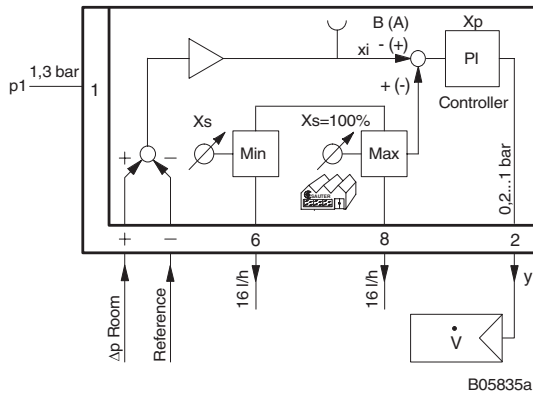 B (A)
Xp
1,3 bar
p1
1
xi
- (+)
PI
+ (-)
Controller
Xs
Xs=100%
Min
Max
SAUTER
0,2...1 bar
+
−
+
−
6
8
2
Δp Room
Reference
16 l/h
16 l/h
y
V̇
B05835a